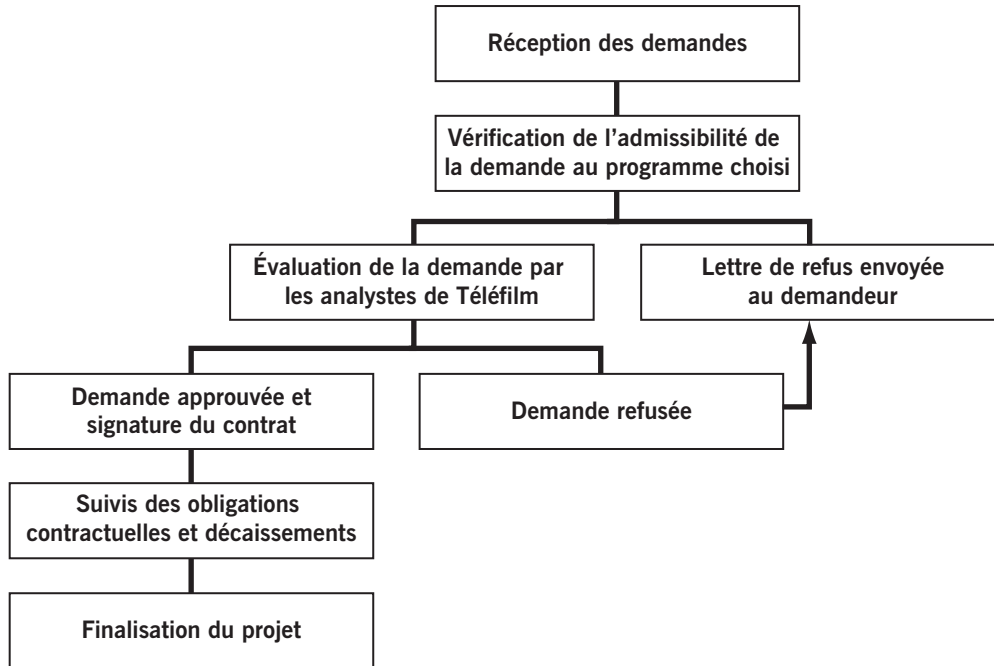 Réception des demandes
Vérification de l'admissibilité de
la demande au programme choisi
Évaluation de la demande par
les analystes de Téléfilm
Lettre de refus envoyée
au demandeur
Demande approuvée et
signature du contrat
Demande refusée
Suivis des obligations
contractuelles et décaissements
Finalisation du projet